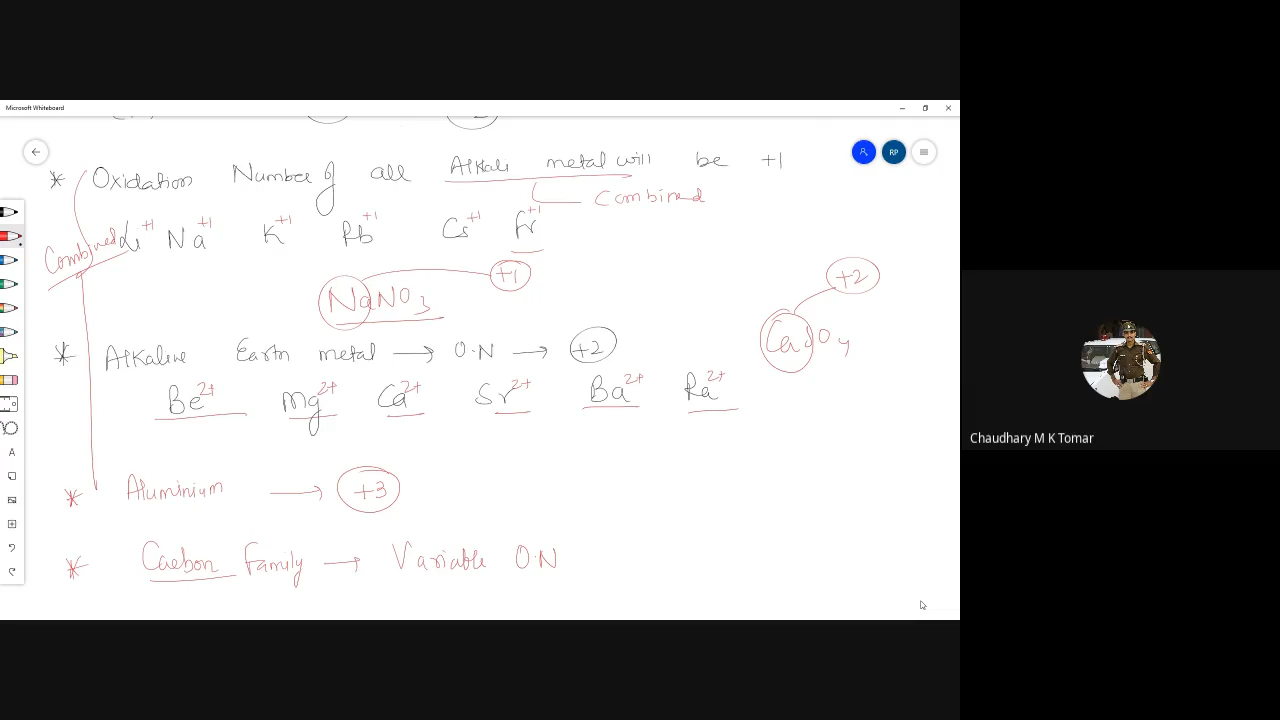 Microsoft Whiteboard
RP
* Oxidation Number of all Alkali metal will be +1
Combined
Combined
Li+1 Na+1 K+1 Rb+1 Cs+1 Fr+1
+1
+2
NaNO3
CaSO4
* Alkaline Earth metal → O.N → +2
Be2+ Mg2+ Ca2+ Sr2+ Ba2+ Ra2+
Chaudhary M K Tomar
* Aluminium → +3
* Carbon Family → Variable O.N